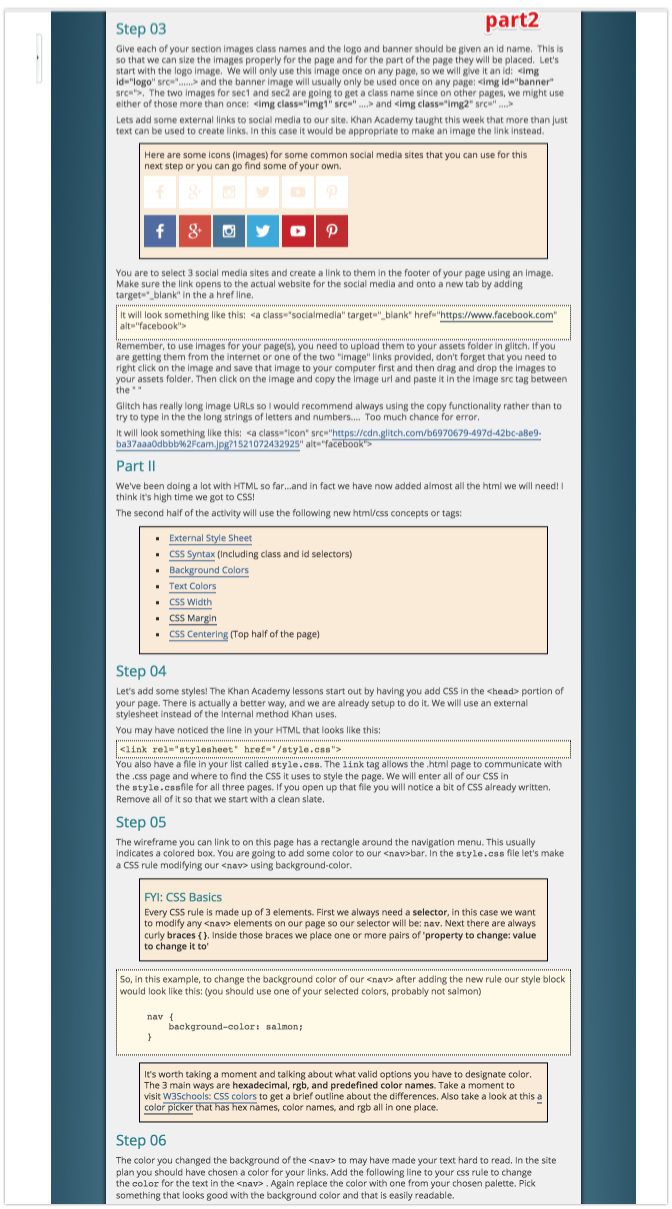 part2
Step 03
Give each of your section images class names and the logo and banner should be given an id name. This is
so that we can size the images properly for the page and for the part of the page they will be placed. Let's
start with the logo image. We will only use this image once on any page, so we will give it an id: <img
id="logo" src="......> and the banner image will usually only be used once on any page: <img id="banner"
src=">. The two images for sec1 and sec2 are going to get a class name since on other pages, we might use
either of those more than once: <img class="img1" src=" ....> and <img class="img2" src=" ....>
Lets add some external links to social media to our site. Khan Academy taught this week that more than just
text can be used to create links. In this case it would be appropriate to make an image the link instead.
Here are some icons (images) for some common social media sites that you can use for this
next step or you can go find some of your own.
You are to select 3 social media sites and create a link to them in the footer of your page using an image.
Make sure the link opens to the actual website for the social media and onto a new tab by adding
target="_blank" in the a href line.
It will look something like this: <a class="socialmedia" target="_blank" href="https://www.facebook.com"
alt="facebook">
Remember, to use images for your page(s), you need to upload them to your assets folder in glitch. If you
are getting them from the internet or one of the two "image" links provided, don't forget that you need to
right click on the image and save that image to your computer first and then drag and drop the images to
your assets folder. Then click on the image and copy the image url and paste it in the image src tag between
the " "
Glitch has really long image URLs so I would recommend always using the copy functionality rather than to
try to type in the the long strings of letters and numbers.... Too much chance for error.
It will look something like this: <a class="icon" src="https://cdn.glitch.com/b6970679-497d-42bc-a8e9-
ba37aaa0dbbb%2Fcam.jpg?1521072432925" alt="facebook">
Part II
We've been doing a lot with HTML so far...and in fact we have now added almost all the html we will need! I
think it's high time we got to CSS!
The second half of the activity will use the following new html/css concepts or tags:
External Style Sheet
CSS Syntax (Including class and id selectors)
Background Colors
Text Colors
CSS Width
CSS Margin
CSS Centering (Top half of the page)
Step 04
Let's add some styles! The Khan Academy lessons start out by having you add CSS in the <head> portion of
your page. There is actually a better way, and we are already setup to do it. We will use an external
stylesheet instead of the internal method Khan uses.
You may have noticed the line in your HTML that looks like this:
<link rel="stylesheet" href="/style.css">
You also have a file in your list called style.css. The link tag allows the .html page to communicate with
the .css page and where to find the CSS it uses to style the page. We will enter all of our CSS in
the style.cssfile for all three pages. If you open up that file you will notice a bit of CSS already written.
Remove all of it so that we start with a clean slate.
Step 05
The wireframe you can link to on this page has a rectangle around the navigation menu. This usually
indicates a colored box. You are going to add some color to our <nav>bar. In the style.css file let's make
a CSS rule modifying our <nav> using background-color.
FYI: CSS Basics
Every CSS rule is made up of 3 elements. First we always need a selector, in this case we want
to modify any <nav> elements on our page so our selector will be: nav. Next there are always
curly braces { }. Inside those braces we place one or more pairs of 'property to change: value
to change it to'
So, in this example, to change the background color of our <nav> after adding the new rule our style block
would look like this: (you should use one of your selected colors, probably not salmon)
nav {
background-color: salmon;
}
It's worth taking a moment and talking about what valid options you have to designate color.
The 3 main ways are hexadecimal, rgb, and predefined color names. Take a moment to
visit W3Schools: CSS colors to get a brief outline about the differences. Also take a look at this a
color picker that has hex names, color names, and rgb all in one place.
Step 06
The color you changed the background of the <nav> to may have made your text hard to read. In the site
plan you should have chosen a color for your links. Add the following line to your css rule to change
the color for the text in the <nav> . Again replace the color with one from your chosen palette. Pick
something that looks good with the background color and that is easily readable.